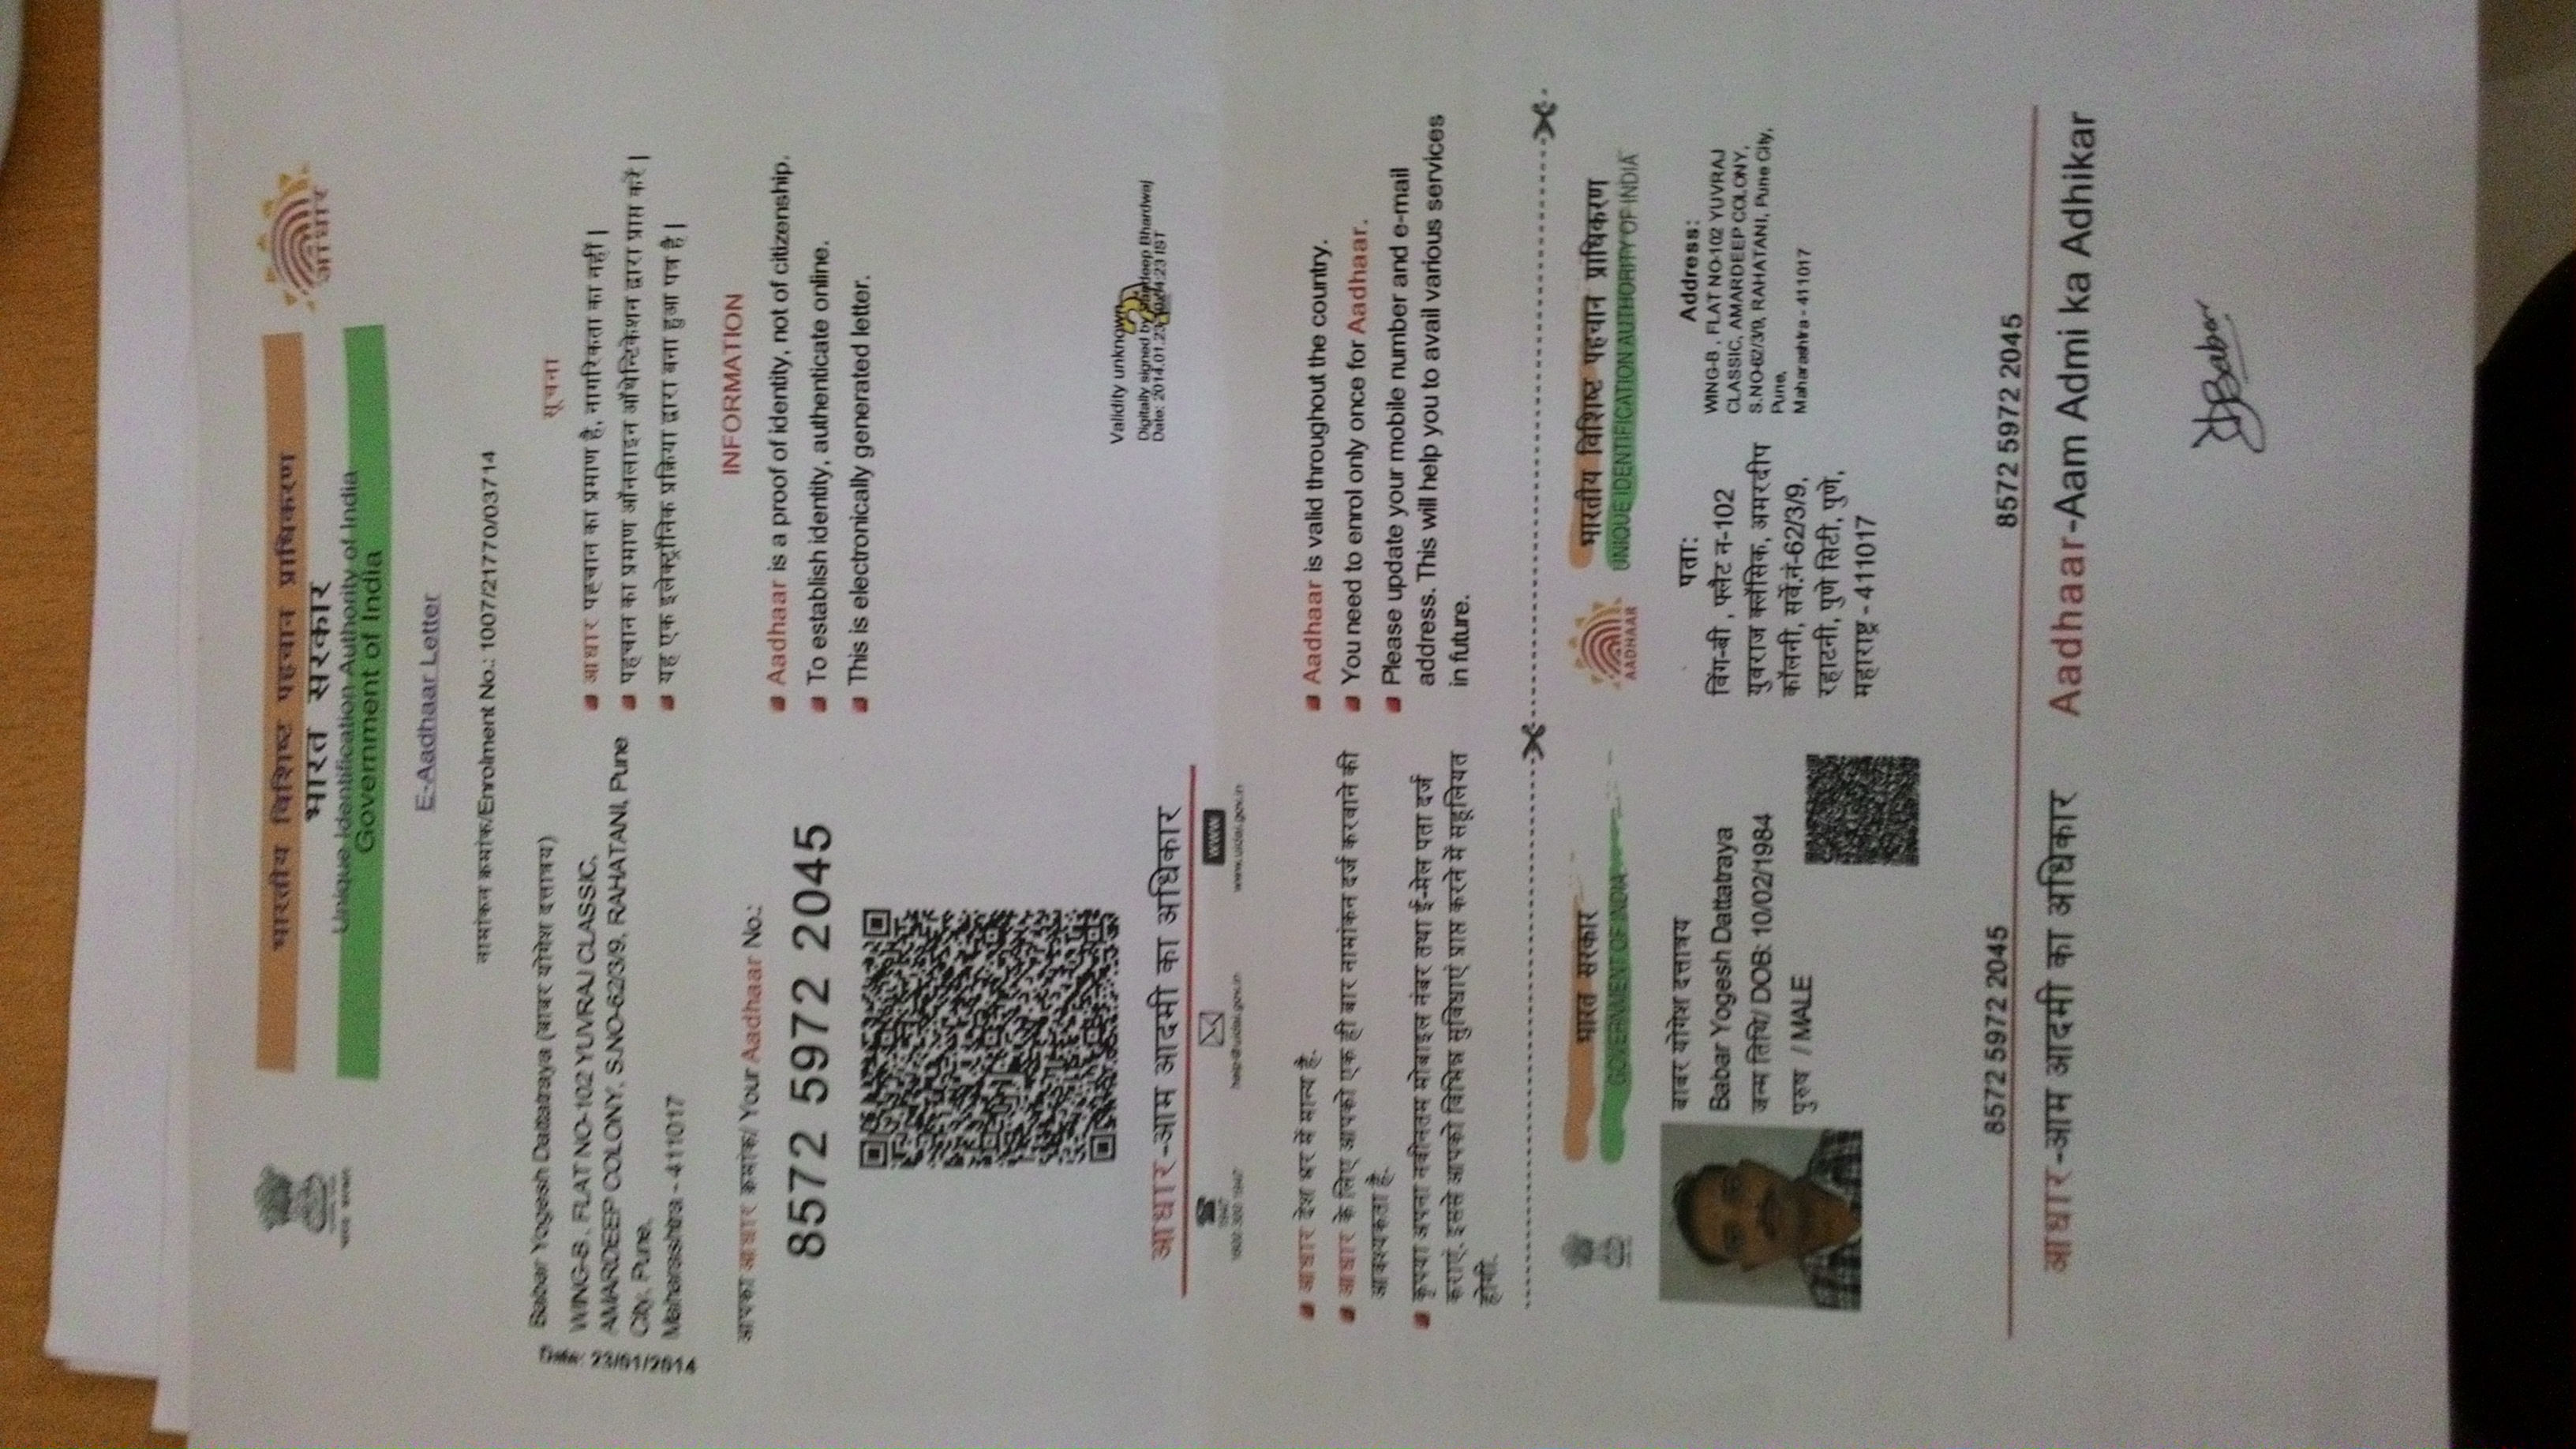 भारतीय विशिष्ट पहचान प्राधिकरण
भारत सरकार
Unique Identification Authority of India
Government of India
भारत सरकार
आधार
E-Aadhaar Letter
नामांकन क्रमांक/Enrolment No.: 1007/21770/03714
Date: 23/01/2014
Babar Yogesh Dattatraya (बाबर योगेश दत्तात्रय)
WING-B , FLAT NO-102 YUVRAJ CLASSIC,
AMARDEEP COLONY, S.NO-62/3/9, RAHATANI, Pune
City, Pune,
Maharashtra - 411017
सूचना
आधार पहचान का प्रमाण है, नागरिकता का नहीं |
पहचान का प्रमाण ऑनलाइन ऑथेन्टिकेशन द्वारा प्राप्त करें |
यह एक इलेक्ट्रॉनिक प्रक्रिया द्वारा बना हुआ पत्र है |
आपका आधार क्रमांक/ Your Aadhaar No.:
8572 5972 2045
INFORMATION
Aadhaar is a proof of identity, not of citizenship.
To establish identity, authenticate online.
This is electronically generated letter.
Validity unknown
Digitally signed by Sandeep Bhardwaj
Date: 2014.01.23 :23 IST
आधार-आम आदमी का अधिकार
1947
1800 300 1947
help@uidai.gov.in
www
www.uidai.gov.in
आधार देश भर में मान्य है.
आधार के लिए आपको एक ही बार नामांकन दर्ज करवाने की
आवश्यकता है.
कृपया अपना नवीनतम मोबाइल नंबर तथा ई-मेल पता दर्ज
कराएं. इससे आपको विभिन्न सुविधाएं प्राप्त करने में सहूलियत
होगी.
Aadhaar is valid throughout the country.
You need to enrol only once for Aadhaar.
Please update your mobile number and e-mail
address. This will help you to avail various services
in future.
भारत सरकार
GOVERNMENT OF INDIA
बाबर योगेश दत्तात्रय
Babar Yogesh Dattatraya
जन्म तिथि/ DOB: 10/02/1984
पुरुष / MALE
8572 5972 2045
आधार-आम आदमी का अधिकार
AADHAAR
भारतीय विशिष्ट पहचान प्राधिकरण
UNIQUE IDENTIFICATION AUTHORITY OF INDIA
पता:
विंग-बी , फ्लैट न-102
युवराज क्लॅसिक, अमरदीप
कॉलनी, सर्वे.नं-62/3/9,
रहाटनी, पुणे सिटी, पुणे,
महाराष्ट्र - 411017
Address:
WING-B , FLAT NO-102 YUVRAJ
CLASSIC, AMARDEEP COLONY,
S.NO-62/3/9, RAHATANI, Pune City,
Pune,
Maharashtra - 411017
8572 5972 2045
Aadhaar-Aam Admi ka Adhikar
Babar